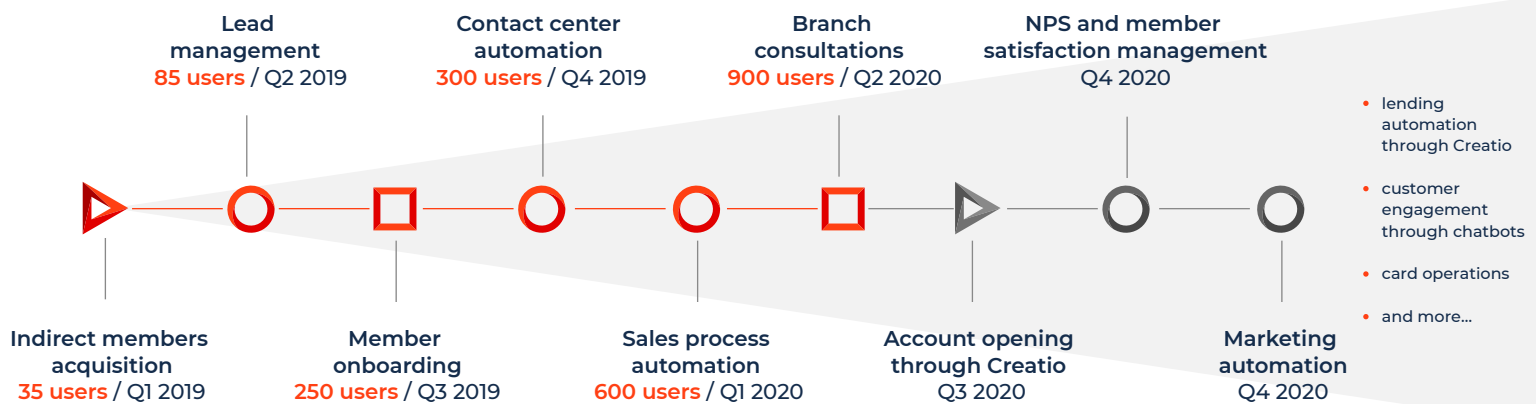 Lead
management
85 users / Q2 2019
Contact center
automation
300 users / Q4 2019
Branch
consultations
900 users / Q2 2020
NPS and member
satisfaction management
Q4 2020
• lending
automation
through Creatio
• customer
engagement
through chatbots
• card operations
• and more...
Indirect members
acquisition
35 users / Q1 2019
Member
onboarding
250 users / Q3 2019
Sales process
automation
600 users / Q1 2020
Account opening
through Creatio
Q3 2020
Marketing
automation
Q4 2020